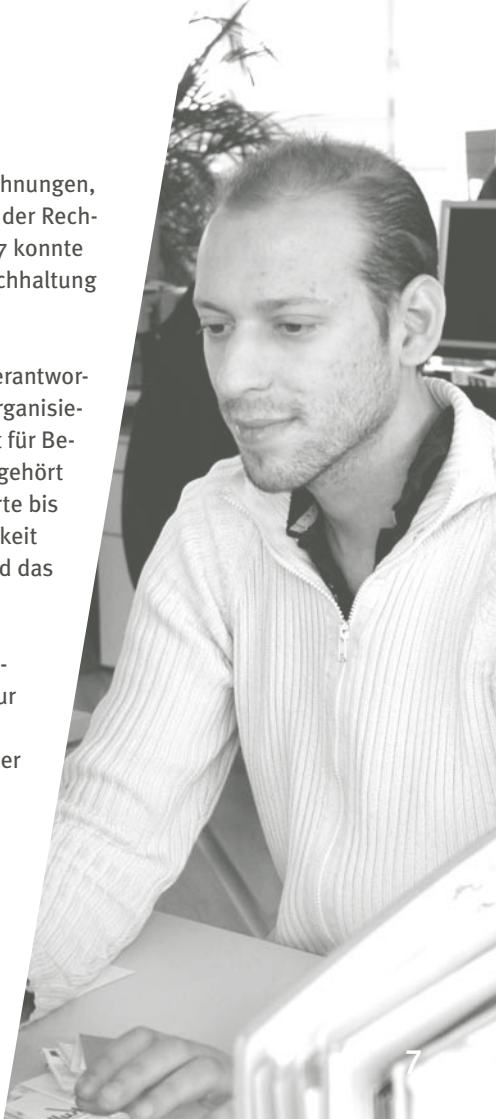 hnungen,
der Rech-
7 konnte
chhaltung
erantwor-
rganisie-
t für Be-
gehört
rte bis
keit
d das
-
ur
er
7